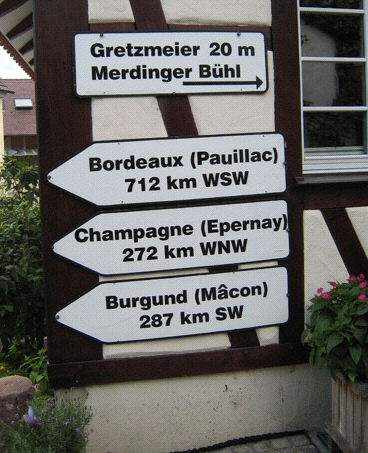 Gretzmeier 20 m
Merdinger Bühl
Bordeaux (Pauillac)
712 km WSW
Champagne (Epernay)
272 km WNW
Burgund (Mâcon)
287 km SW